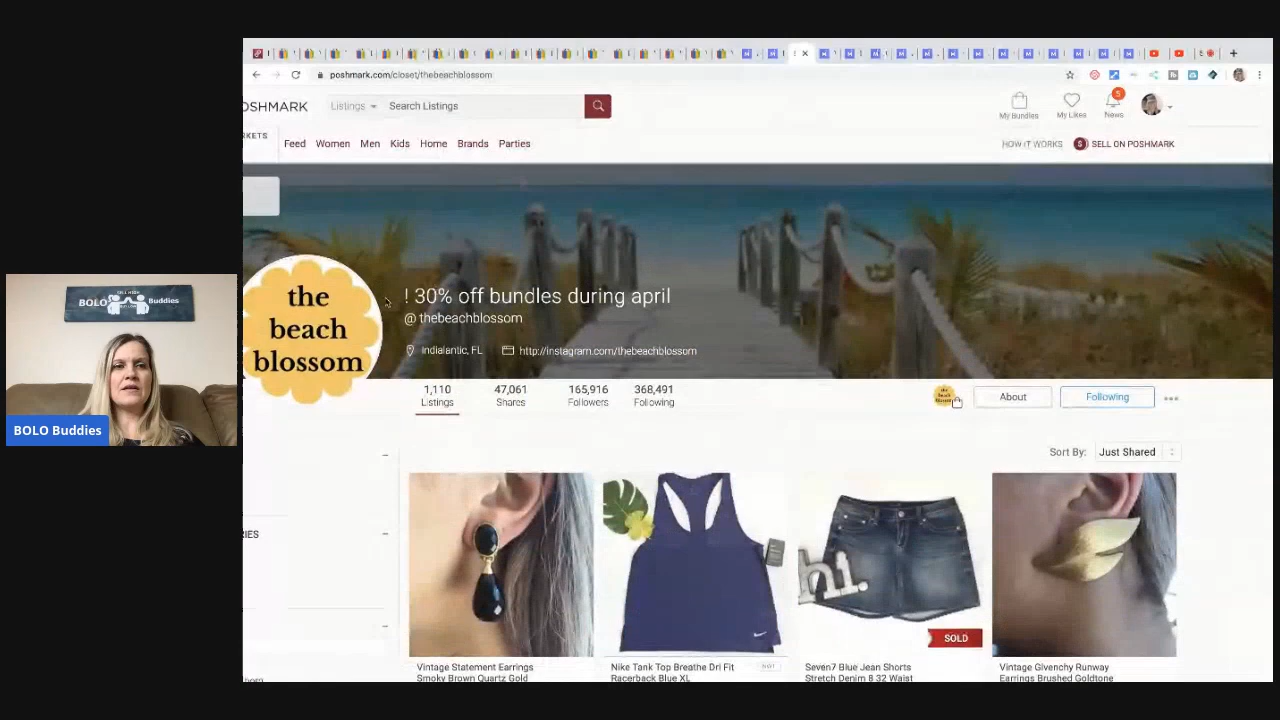 poshmark.com/closet/thebeachblossom
OSHMARK
Listings
Search Listings
My Bundles
5
My Likes
News
RKETS
Feed
Women
Men
Kids
Home
Brands
Parties
HOW IT WORKS
$ SELL ON POSHMARK
the
beach
blossom
! 30% off bundles during april
@ thebeachblossom
Indialantic, FL
http://instagram.com/thebeachblossom
1,110
Listings
47,061
Shares
165,916
Followers
368,491
Following
About
Following
Sort By:
Just Shared
RIES
hi.
SOLD
Vintage Statement Earrings
Smoky Brown Quartz Gold
Nike Tank Top Breathe Dri Fit
Racerback Blue XL
NWT
Seven7 Blue Jean Shorts
Stretch Denim 8 32 Waist
Vintage Givenchy Runway
Earrings Brushed Goldtone
BOLO
Buddies
BOLO Buddies